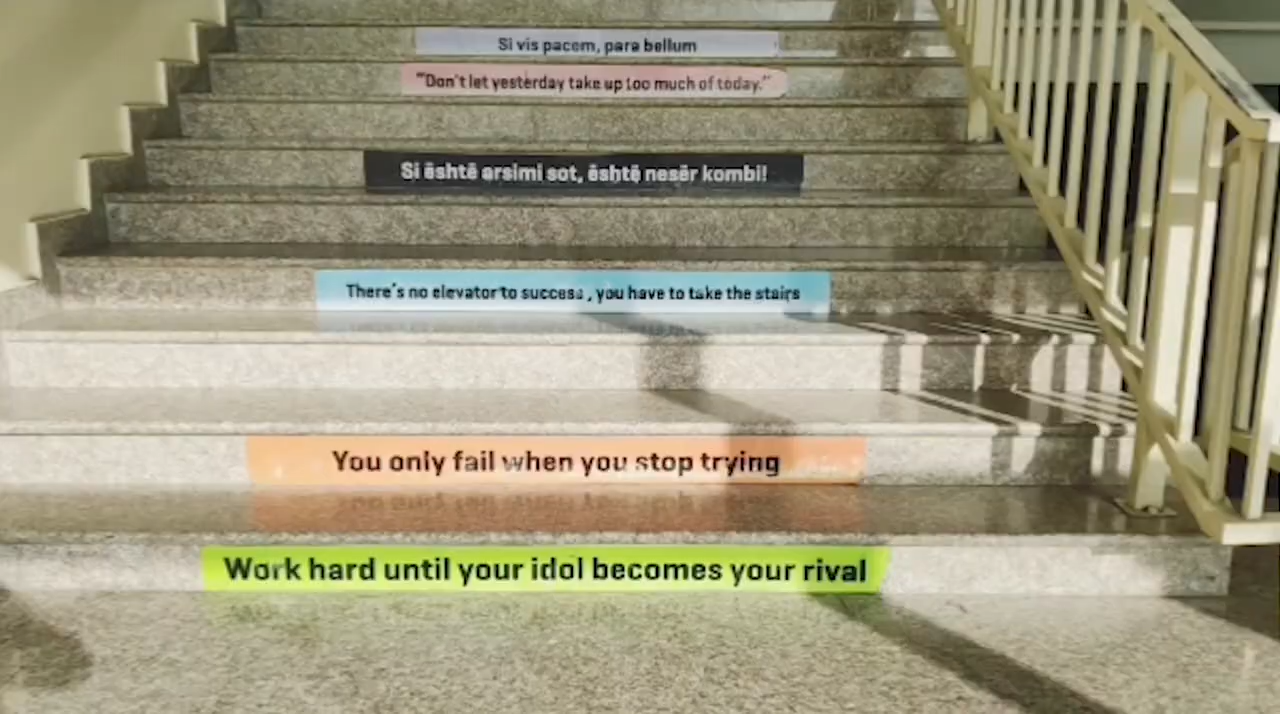 Si vis pacem, para bellum
"Don't let yesterday take up too much of today."
Si është arsimi sot, është nesër kombi!
There's no elevator to success, you have to take the stairs
You only fail when you stop trying
Work hard until your idol becomes your rival